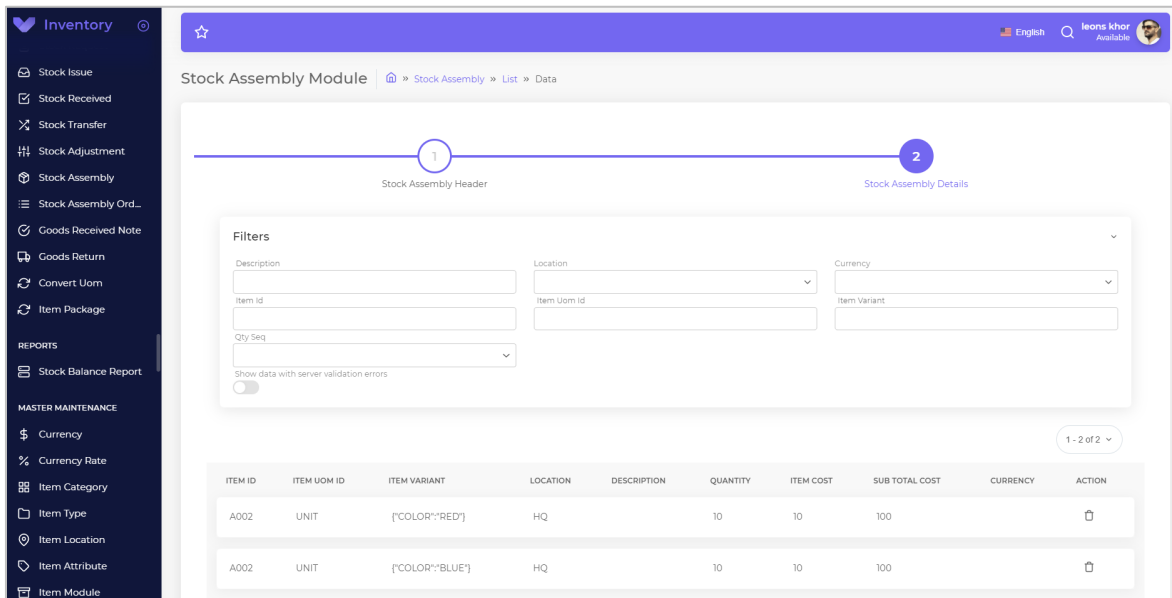 Inventory
Stock Issue
Stock Received
Stock Transfer
Stock Adjustment
Stock Assembly
Stock Assembly Ord...
Goods Received Note
Goods Return
Convert Uom
Item Package
REPORTS
Stock Balance Report
MASTER MAINTENANCE
Currency
Currency Rate
Item Category
Item Type
Item Location
Item Attribute
Item Module
English
leons khor
Available
Stock Assembly Module » Stock Assembly » List » Data
1 2
Stock Assembly Header Stock Assembly Details
Filters
Description Location Currency
Item Id Item Uom Id Item Variant
Qty Seq
Show data with server validation errors
1 - 2 of 2
ITEM ID ITEM UOM ID ITEM VARIANT LOCATION DESCRIPTION QUANTITY ITEM COST SUB TOTAL COST CURRENCY ACTION
A002 UNIT {"COLOR":"RED"} HQ 10 10 100
A002 UNIT {"COLOR":"BLUE"} HQ 10 10 100